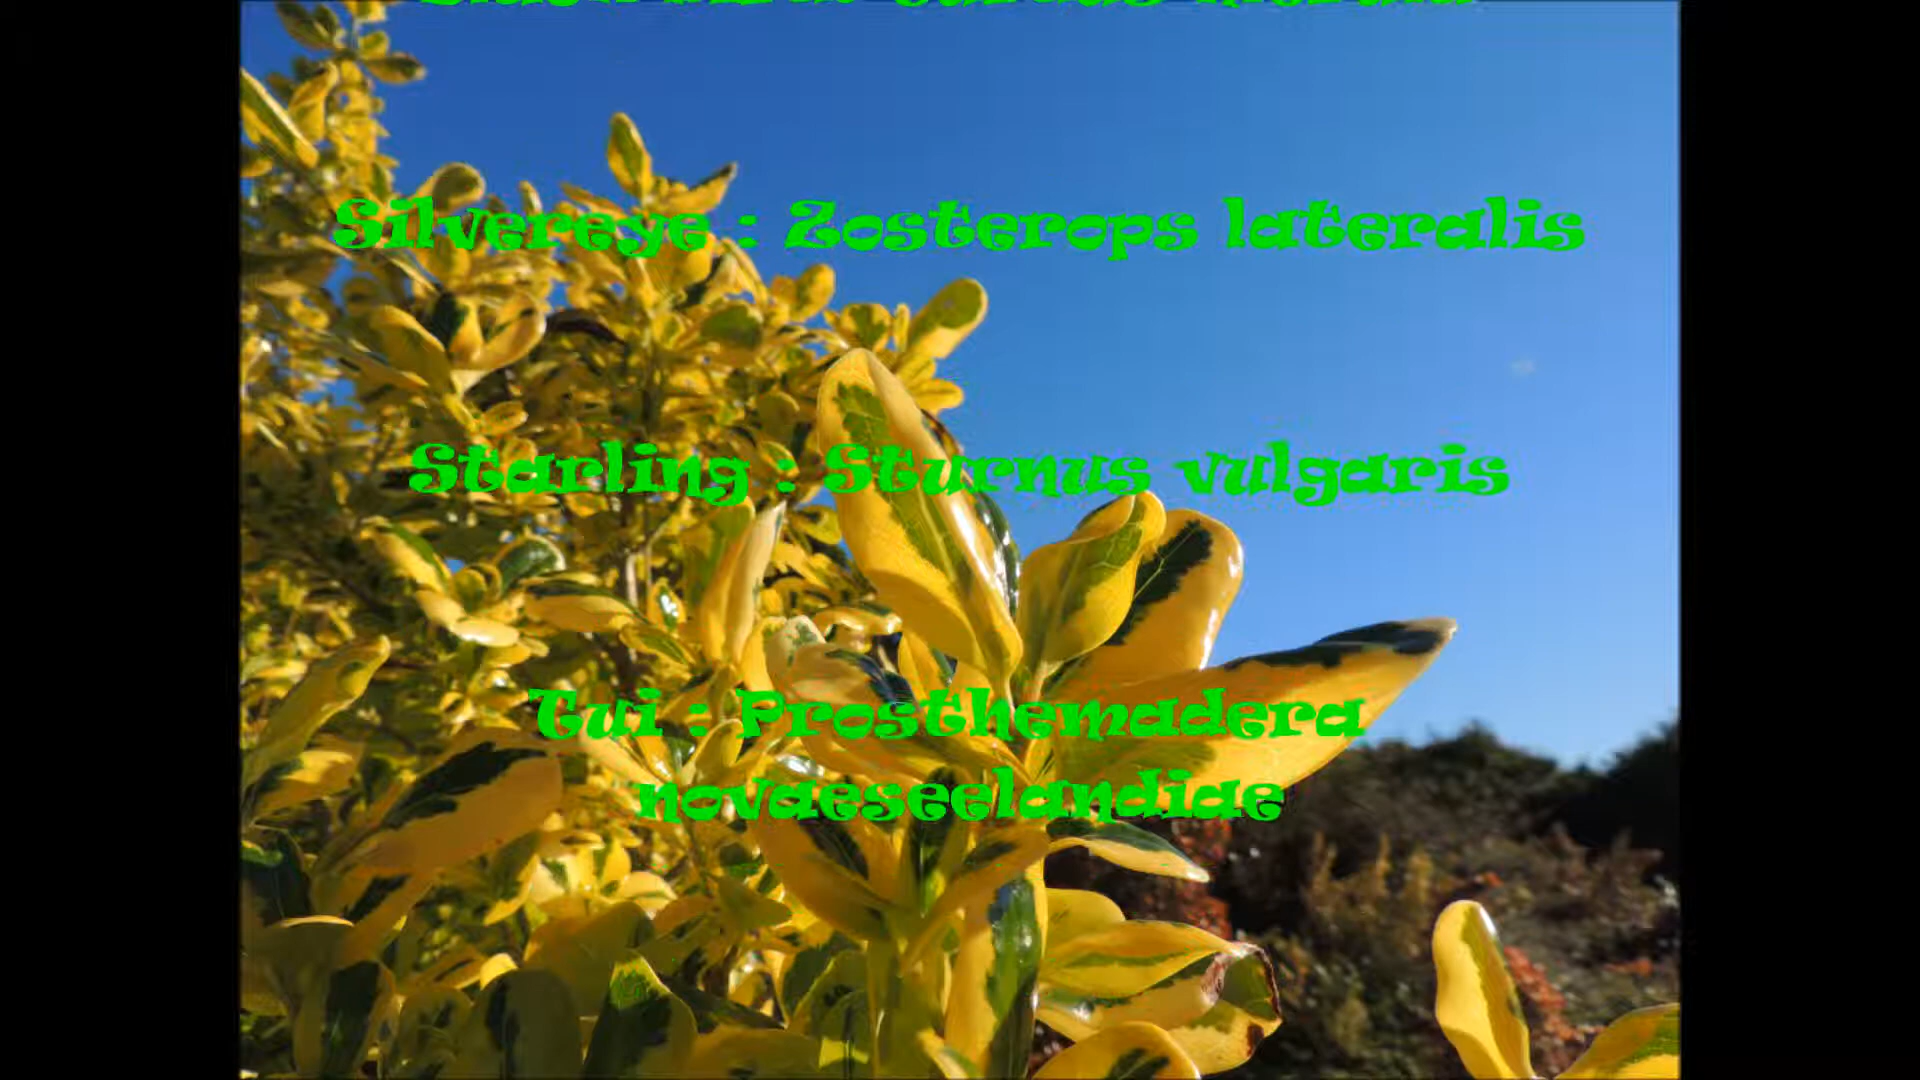 Silvereye : Zosterops lateralis
Starling : Sturnus vulgaris
Tui : Prosthemadera
novaeseelandiae